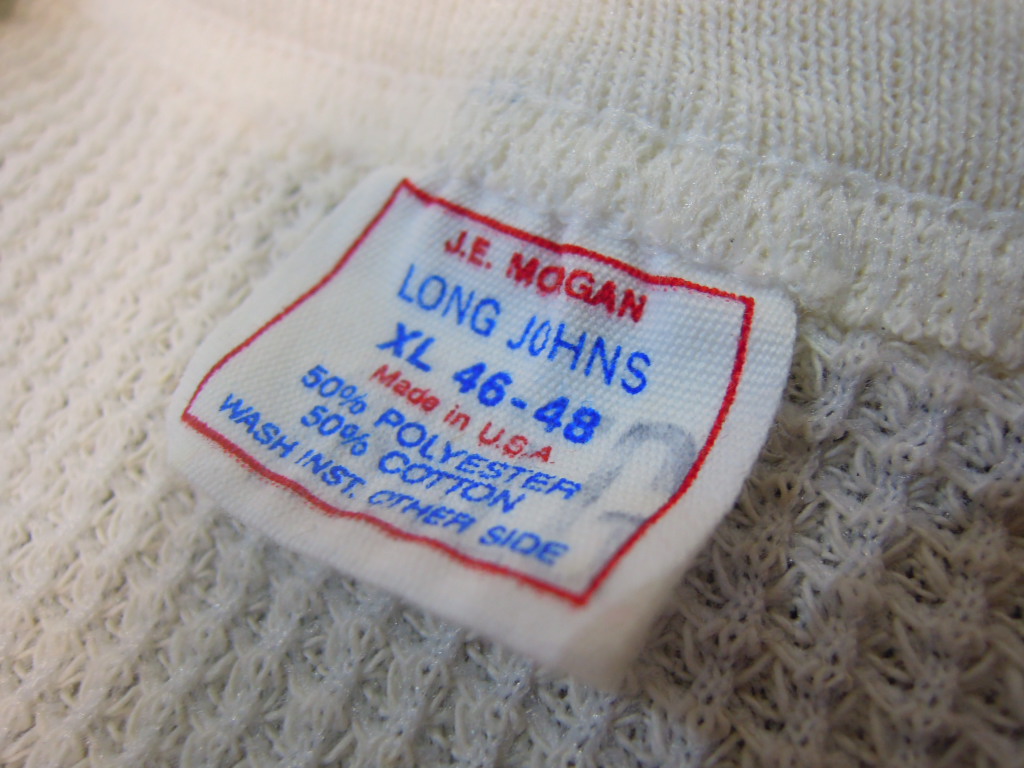 J.E. MOGAN
LONG JOHNS
XL 46-48
Made in U.S.A.
50% POLYESTER
50% COTTON
WASH INST. OTHER SIDE